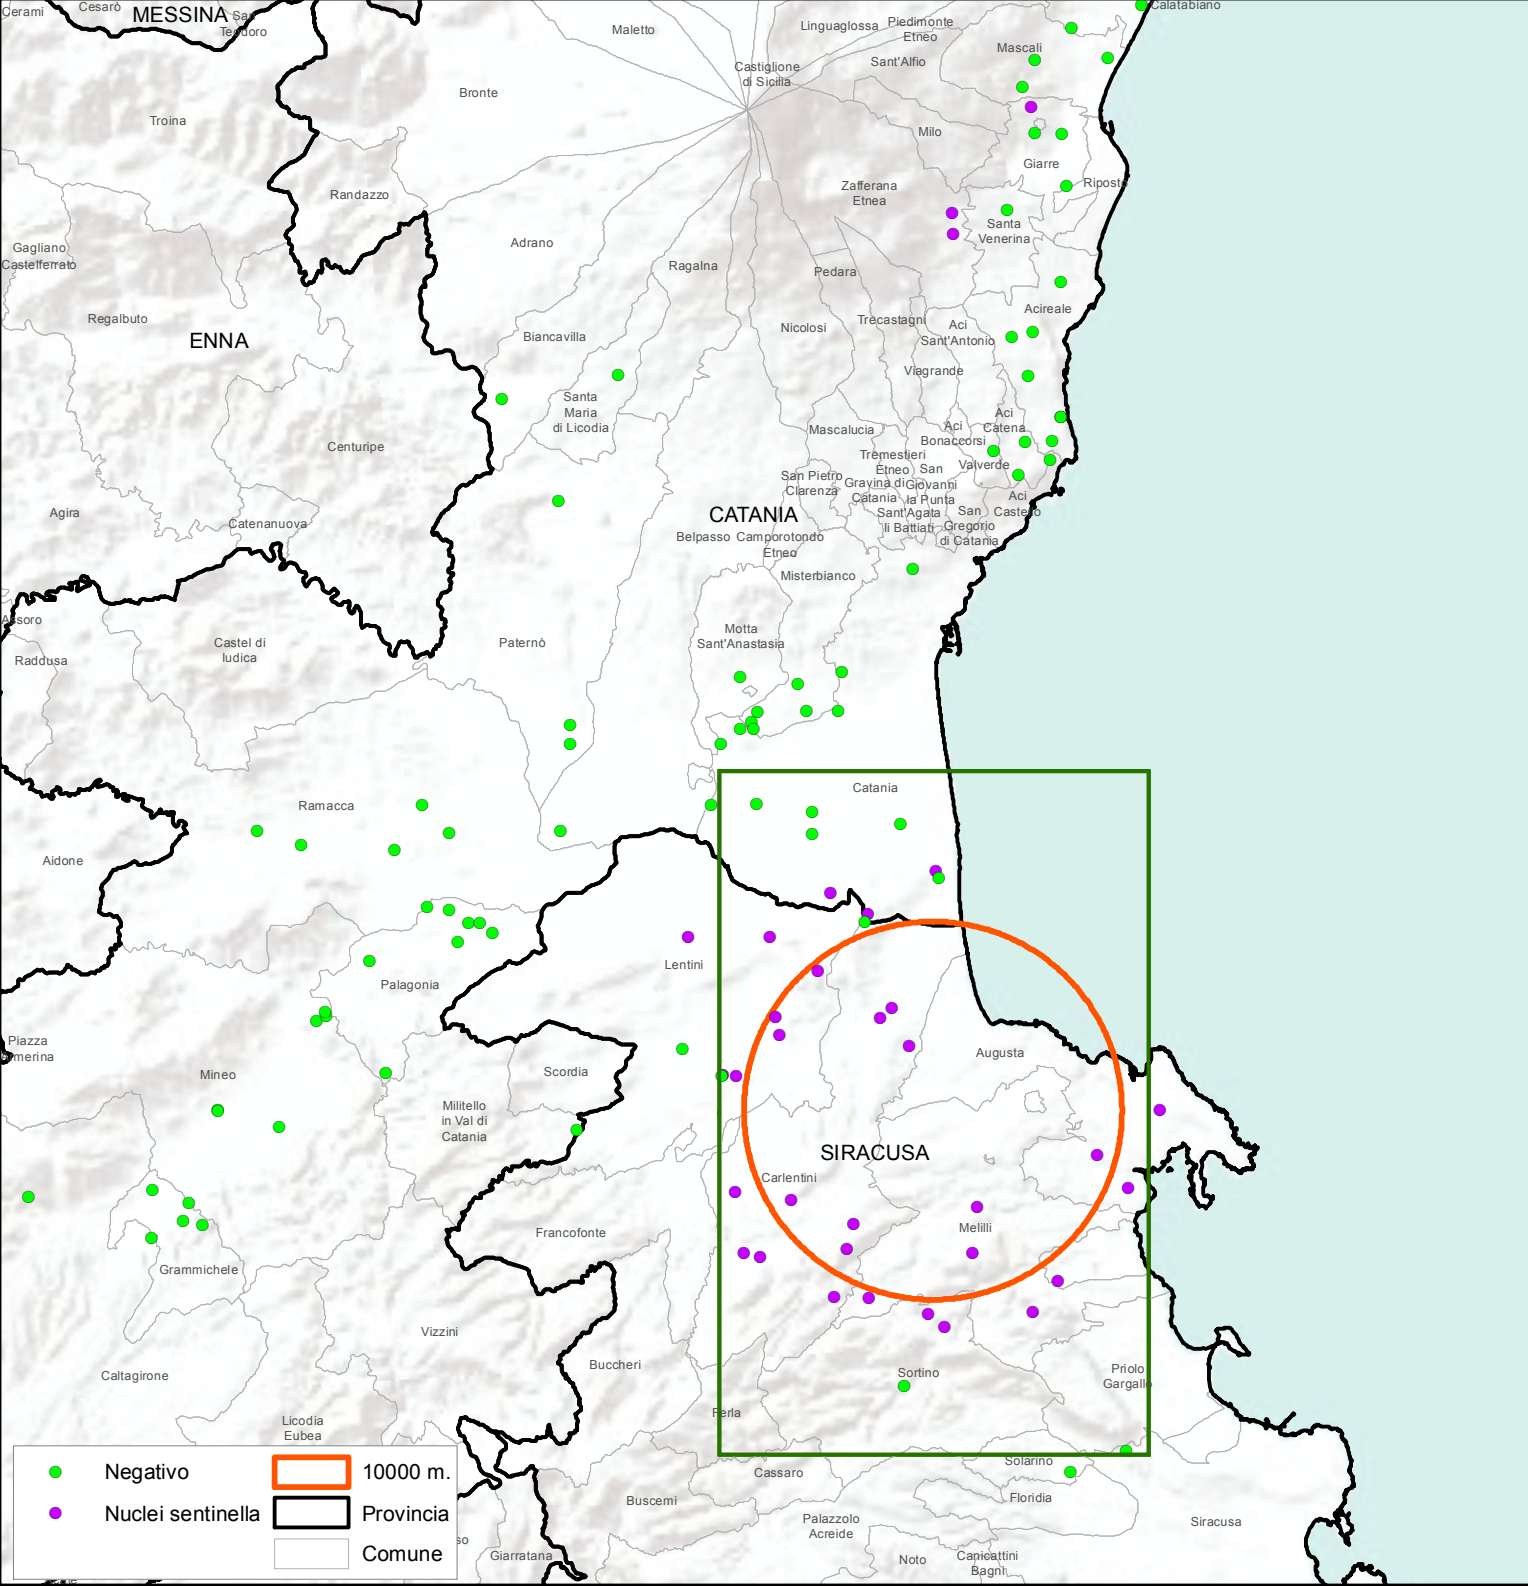 Cerami
Cesarò
MESSINA
San
Teodoro
Maletto
Linguaglossa
Piedimonte
Etneo
Calatabiano
Mascali
Sant'Alfio
Castiglione
di Sicilia
Bronte
Troina
Milo
Giarre
Randazzo
Zafferana
Etnea
Riposto
Santa
Venerina
Gagliano
Castelferrato
Adrano
Ragalna
Pedara
Regalbuto
ENNA
Biancavilla
Nicolosi
Trecastagni
Aci
Sant'Antonio
Acireale
Viagrande
Santa
Maria
di Licodia
Centuripe
Mascalucia
Aci
Bonaccorsi
Aci
Catena
Tremestieri
Etneo
Valverde
San Pietro
Clarenza
Gravina di
Catania
San
Giovanni
la Punta
Sant'Agata
li Battiati
San
Gregorio
di Catania
Aci
Castello
Agira
Catenanuova
CATANIA
Belpasso
Camporotondo
Etneo
Misterbianco
Assoro
Raddusa
Castel di
Iudica
Paternò
Motta
Sant'Anastasia
Catania
Ramacca
Aidone
Lentini
Palagonia
Piazza
Armerina
Mineo
Scordia
Augusta
Militello
in Val di
Catania
SIRACUSA
Carlentini
Francofonte
Melilli
Grammichele
Vizzini
Caltagirone
Buccheri
Sortino
Priolo
Gargallo
Licodia
Eubea
Ferla
Solarino
Cassaro
Buscemi
Floridia
Palazzolo
Acreide
Siracusa
Giarratana
Noto
Canicattini
Bagni
Negativo
10000 m.
Nuclei sentinella
Provincia
Comune